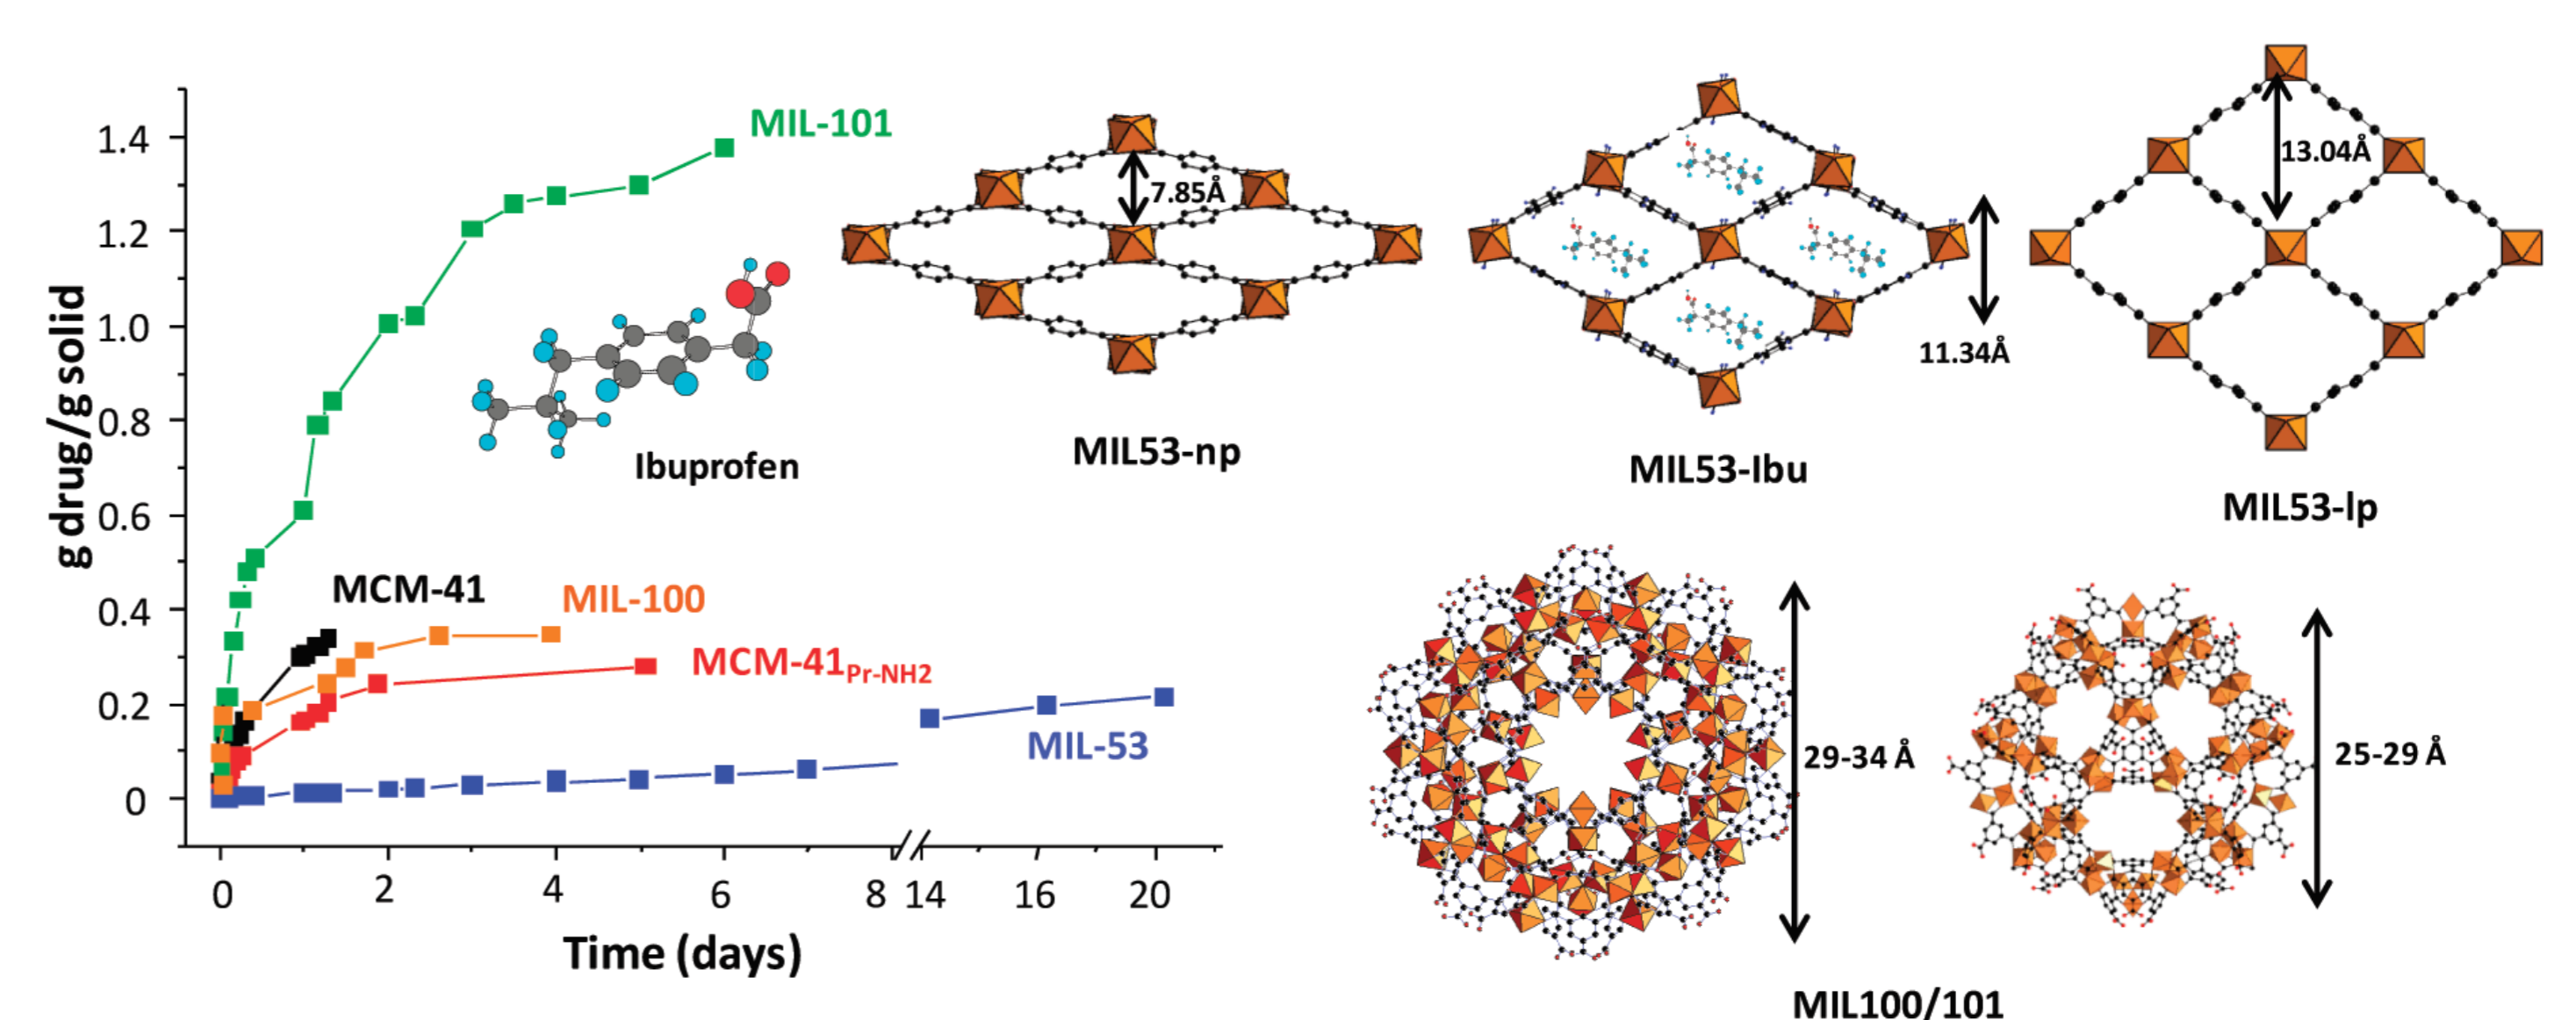 g drug/g solid
1.4
1.2
1.0
0.8
0.6
0.4
0.2
0
MIL-101
Ibuprofen
MCM-41
MIL-100
MCM-41Pr-NH2
MIL-53
0 2 4 6 8 14 16 20
Time (days)
7.85Å
MIL53-np
11.34Å
MIL53-Ibu
13.04Å
MIL53-lp
29-34 Å
25-29 Å
MIL100/101